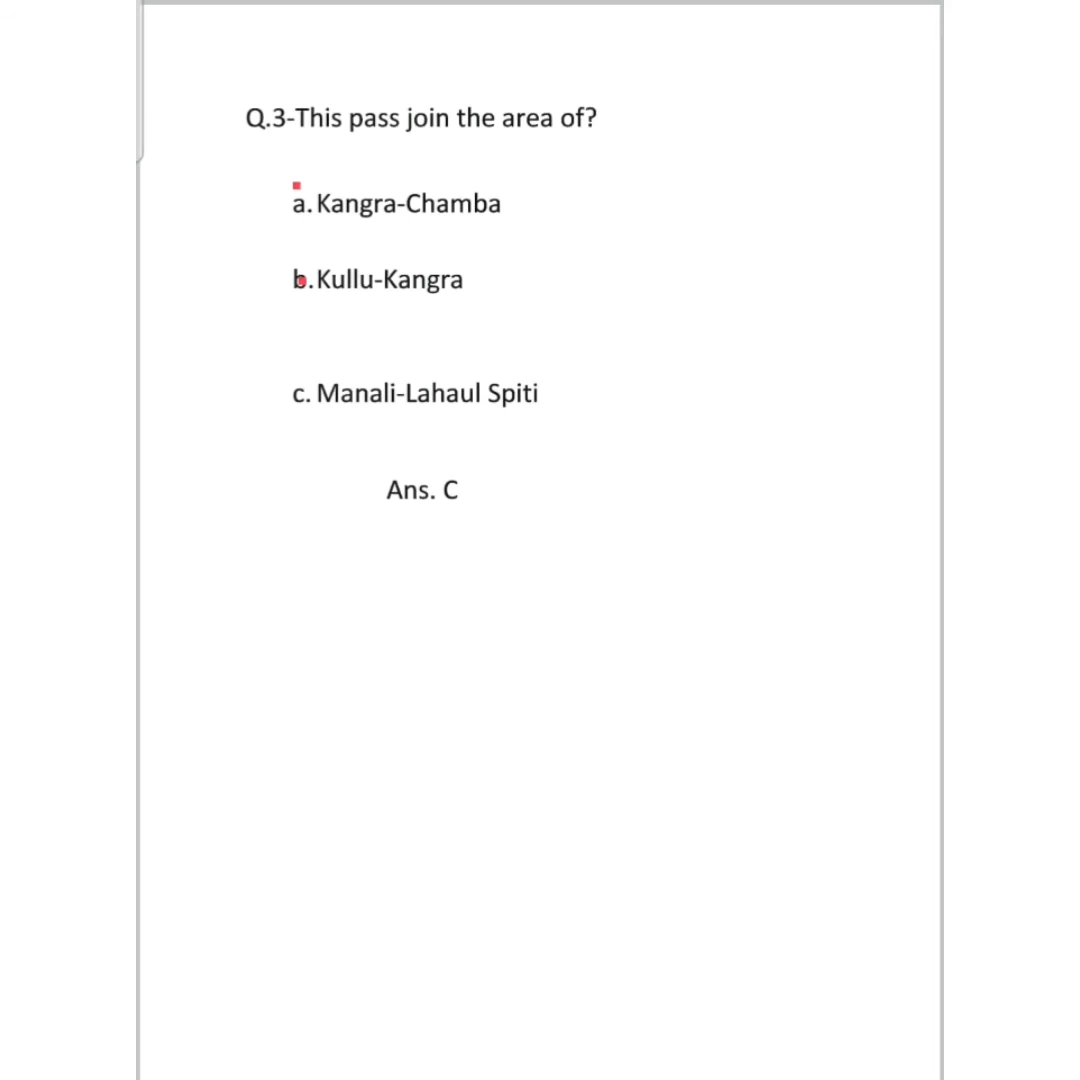 Q.3-This pass join the area of?
a. Kangra-Chamba
b. Kullu-Kangra
c. Manali-Lahaul Spiti
Ans. C